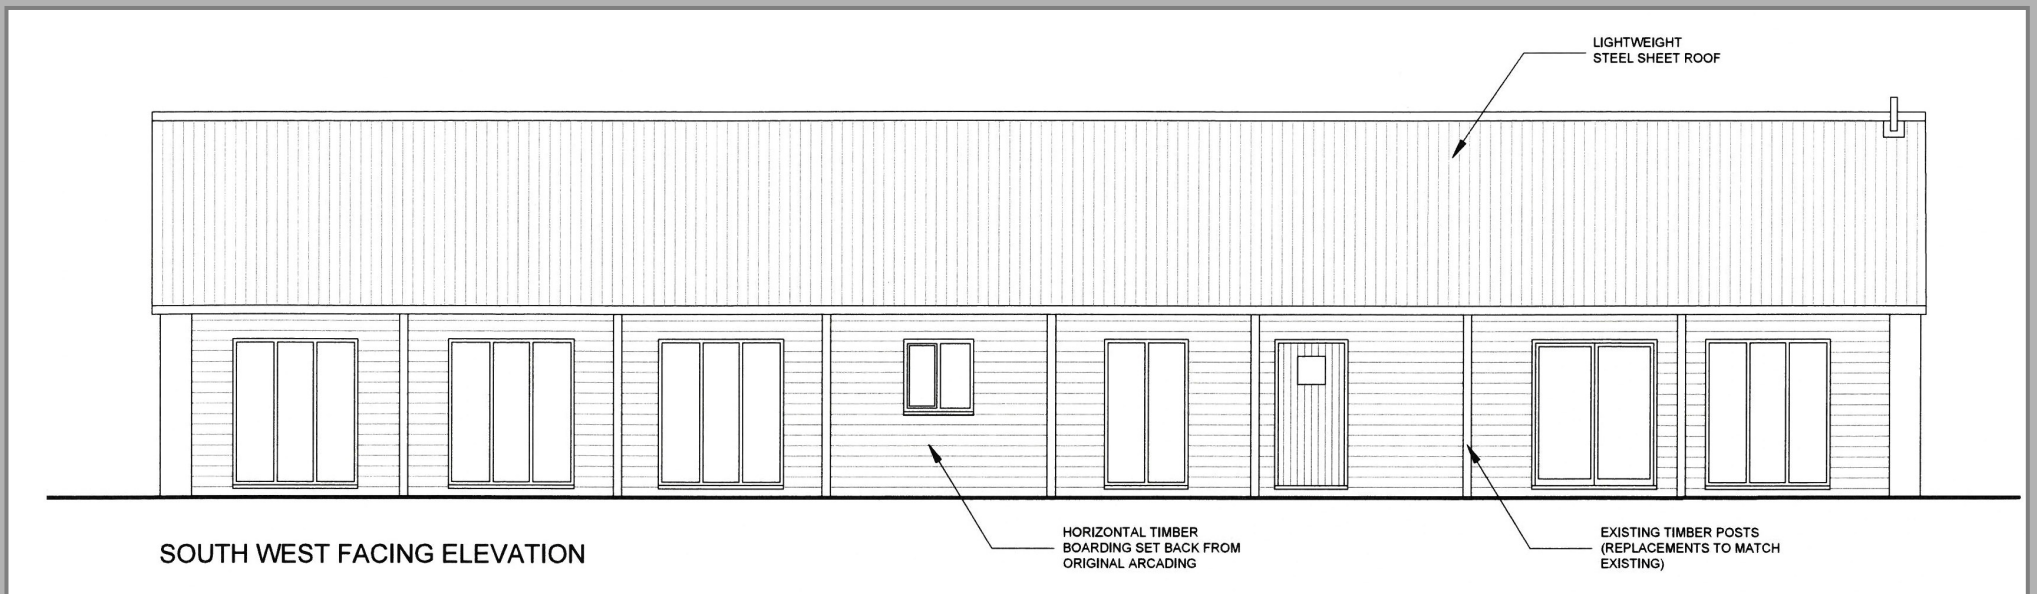 LIGHTWEIGHT
STEEL SHEET ROOF
HORIZONTAL TIMBER
BOARDING SET BACK FROM
ORIGINAL ARCADING
EXISTING TIMBER POSTS
(REPLACEMENTS TO MATCH
EXISTING)
SOUTH WEST FACING ELEVATION